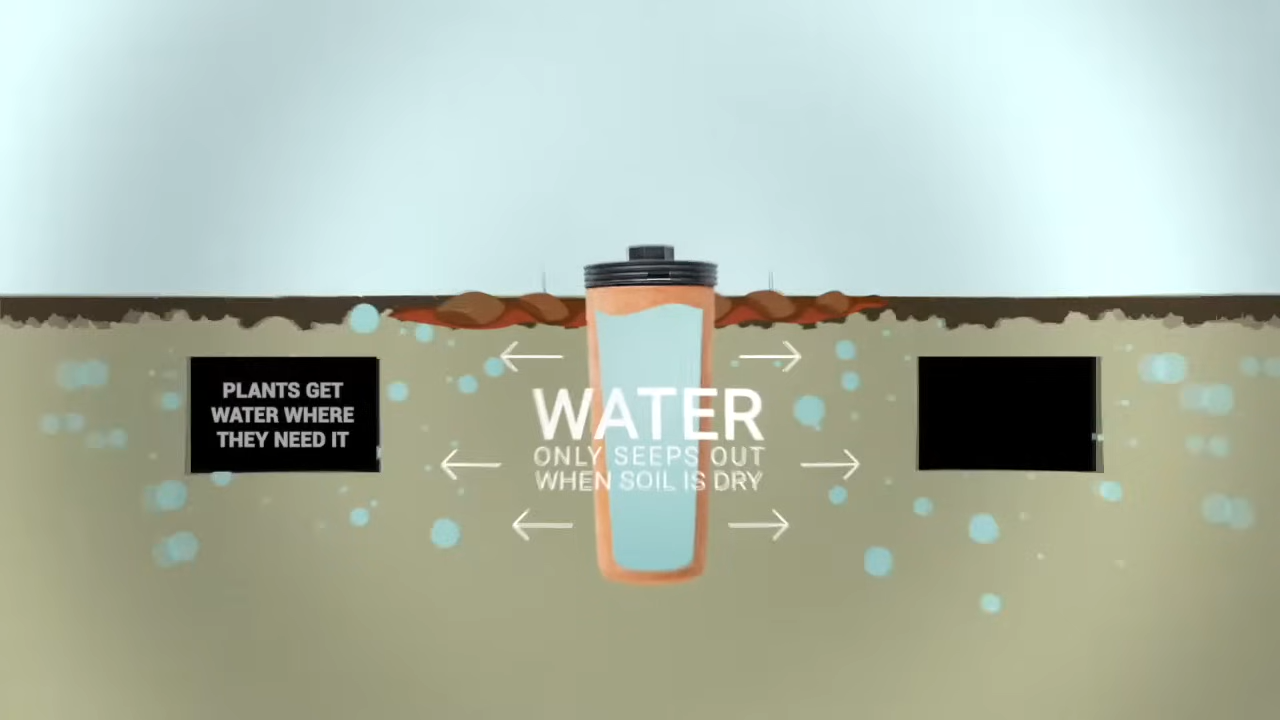 PLANTS GET
WATER WHERE
THEY NEED IT
WATER
ONLY SEEPS OUT
WHEN SOIL IS DRY